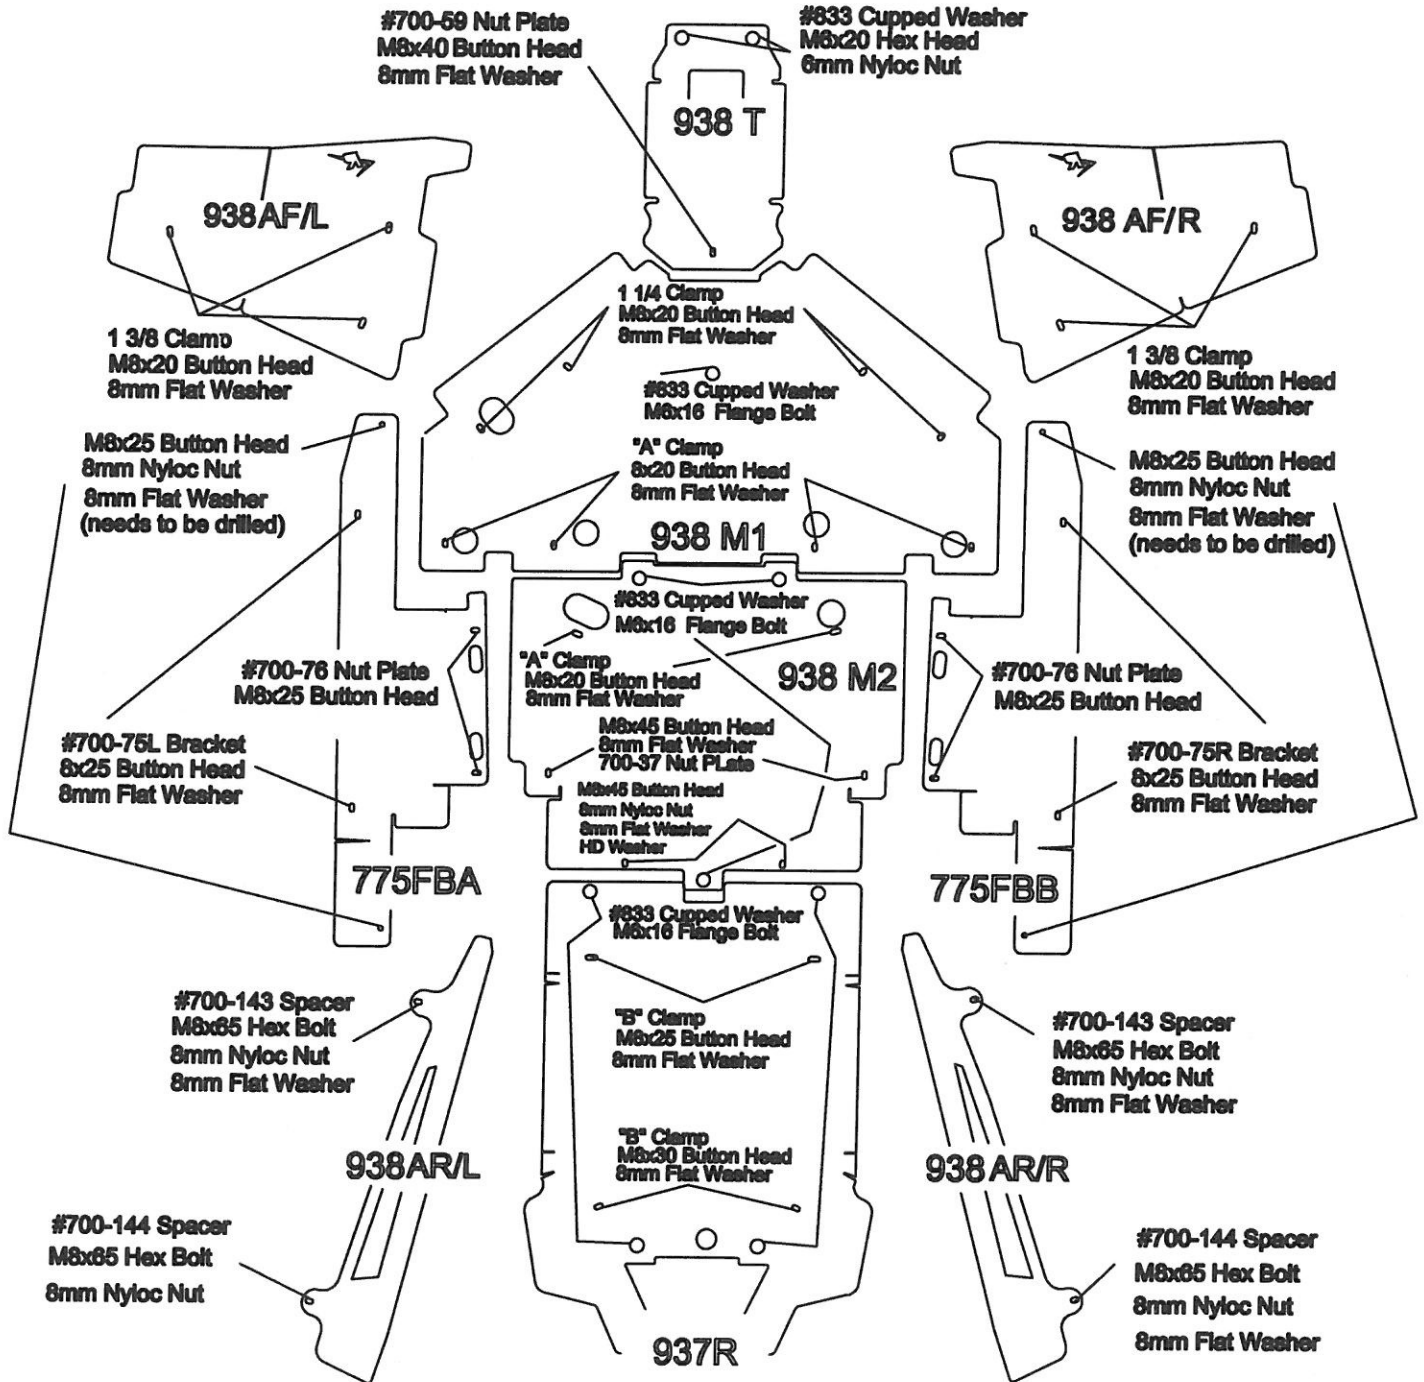 #700-59 Nut Plate
M8x40 Button Head
8mm Flat Washer
#833 Cupped Washer
M6x20 Hex Head
6mm Nyloc Nut
938 T
938AF/L
938 AF/R
1 3/8 Clamp
M8x20 Button Head
8mm Flat Washer
1 1/4 Clamp
M8x20 Button Head
8mm Flat Washer
1 3/8 Clamp
M8x20 Button Head
8mm Flat Washer
#833 Cupped Washer
M6x16 Flange Bolt
M8x25 Button Head
8mm Nyloc Nut
8mm Flat Washer
(needs to be drilled)
"A" Clamp
8x20 Button Head
8mm Flat Washer
M8x25 Button Head
8mm Nyloc Nut
8mm Flat Washer
(needs to be drilled)
938 M1
#833 Cupped Washer
M6x16 Flange Bolt
#700-76 Nut Plate
M8x25 Button Head
"A" Clamp
M8x20 Button Head
8mm Flat Washer
938 M2
#700-76 Nut Plate
M8x25 Button Head
#700-75L Bracket
8x25 Button Head
8mm Flat Washer
M8x45 Button Head
8mm Flat Washer
700-37 Nut PLate
#700-75R Bracket
8x25 Button Head
8mm Flat Washer
M8x45 Button Head
8mm Nyloc Nut
8mm Flat Washer
HD Washer
775FBA
775FBB
#833 Cupped Washer
M6x16 Flange Bolt
#700-143 Spacer
M8x65 Hex Bolt
8mm Nyloc Nut
8mm Flat Washer
"B" Clamp
M8x25 Button Head
8mm Flat Washer
#700-143 Spacer
M8x65 Hex Bolt
8mm Nyloc Nut
8mm Flat Washer
938AR/L
"B" Clamp
M8x30 Button Head
8mm Flat Washer
938AR/R
#700-144 Spacer
M8x65 Hex Bolt
8mm Nyloc Nut
#700-144 Spacer
M8x65 Hex Bolt
8mm Nyloc Nut
8mm Flat Washer
937R